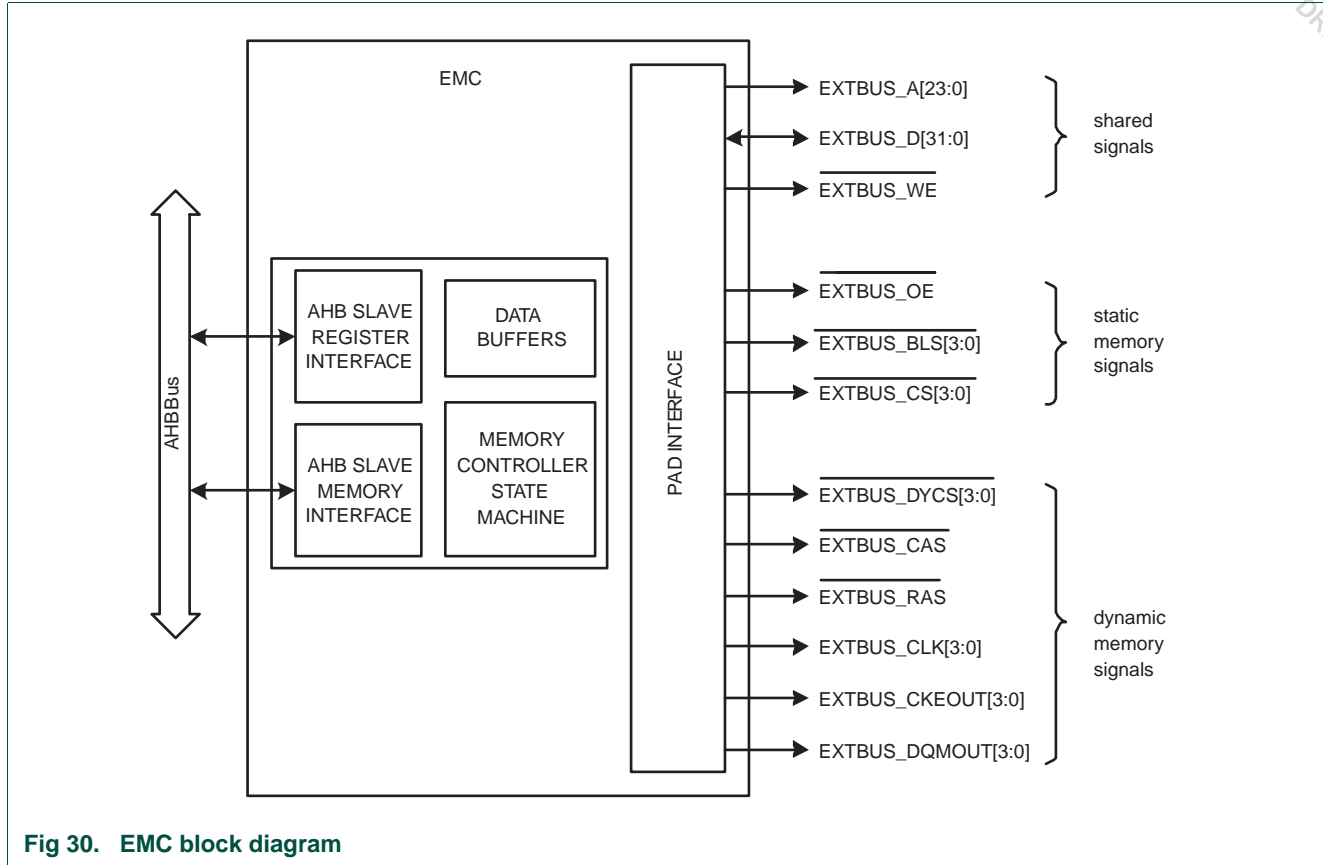 EMC
AHB SLAVE
REGISTER
INTERFACE
DATA
BUFFERS
AHB SLAVE
MEMORY
INTERFACE
MEMORY
CONTROLLER
STATE
MACHINE
AHBBus
PAD INTERFACE
EXTBUS_A[23:0]
EXTBUS_D[31:0]
EXTBUS_WE
shared
signals
EXTBUS_OE
EXTBUS_BLS[3:0]
EXTBUS_CS[3:0]
static
memory
signals
EXTBUS_DYCS[3:0]
EXTBUS_CAS
EXTBUS_RAS
EXTBUS_CLK[3:0]
EXTBUS_CKEOUT[3:0]
EXTBUS_DQMOUT[3:0]
dynamic
memory
signals
Fig 30. EMC block diagram